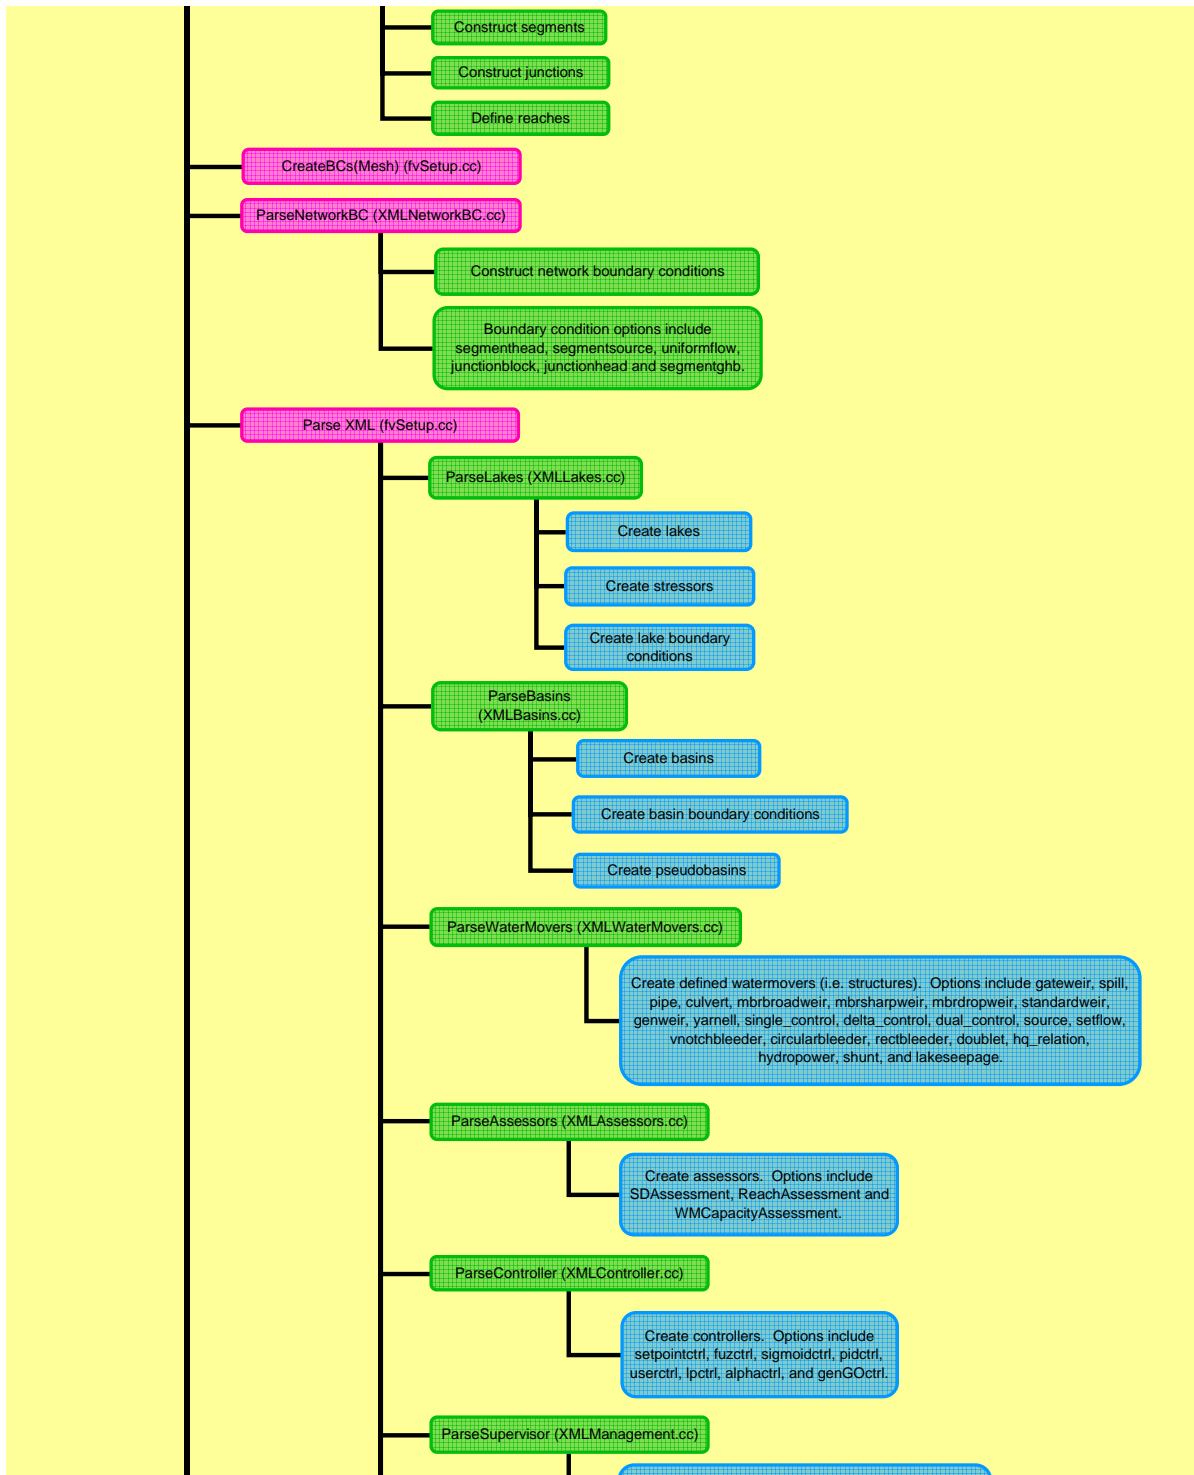 Construct segments
Construct junctions
Define reaches
CreateBCs(Mesh) (fvSetup.cc)
ParseNetworkBC (XMLNetworkBC.cc)
Construct network boundary conditions
Boundary condition options include
segmenthead, segmentsource, uniformflow,
junctionblock, junctionhead and segmentghb.
Parse XML (fvSetup.cc)
ParseLakes (XMLLakes.cc)
Create lakes
Create stressors
Create lake boundary
conditions
ParseBasins
(XMLBasins.cc)
Create basins
Create basin boundary conditions
Create pseudobasins
ParseWaterMovers (XMLWaterMovers.cc)
Create defined watermovers (i.e. structures).  Options include gateweir, spill,
pipe, culvert, mbrbroadweir, mbrsharpweir, mbrdropweir, standardweir,
genweir, yarnell, single_control, delta_control, dual_control, source, setflow,
vnotchbleeder, circularbleeder, rectbleeder, doublet, hq_relation,
hydropower, shunt, and lakeseepage.
ParseAssessors (XMLAssessors.cc)
Create assessors.  Options include
SDAssessment, ReachAssessment and
WMCapacityAssessment.
ParseController (XMLController.cc)
Create controllers.  Options include
setpointctrl, fuzctrl, sigmoidctrl, pidctrl,
userctrl, lpctrl, alphactrl, and genGOctrl.
ParseSupervisor (XMLManagement.cc)